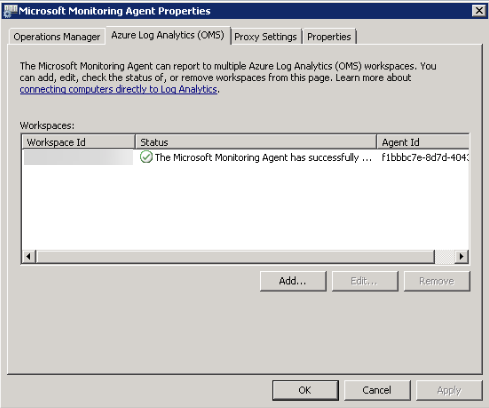 Microsoft Monitoring Agent Properties
Operations Manager Azure Log Analytics (OMS) Proxy Settings Properties
The Microsoft Monitoring Agent can report to multiple Azure Log Analytics (OMS) workspaces. You
can add, edit, check the status of, or remove workspaces from this page. Learn more about
connecting computers directly to Log Analytics.
Workspaces:
Workspace Id Status Agent Id
The Microsoft Monitoring Agent has successfully ... f1bbbc7e-8d7d-4043
Add... Edit... Remove
OK Cancel Apply